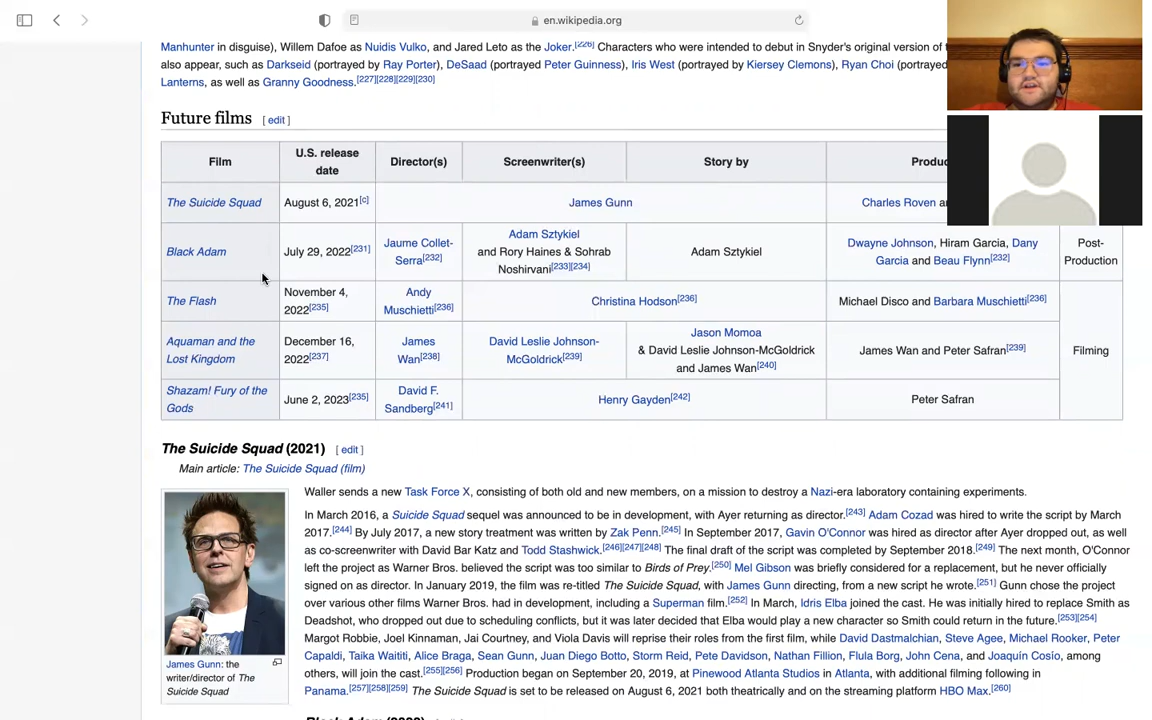 en.wikipedia.org
Manhunter in disguise), Willem Dafoe as Nuidis Vulko, and Jared Leto as the Joker.[226] Characters who were intended to debut in Snyder's original version of
also appear, such as Darkseid (portrayed by Ray Porter), DeSaad (portrayed Peter Guinness), Iris West (portrayed by Kiersey Clemons), Ryan Choi (portrayed
Lanterns, as well as Granny Goodness.[227][228][229][230]
Future films [ edit ]
Film U.S. release date Director(s) Screenwriter(s) Story by
The Suicide Squad August 6, 2021[c] James Gunn Charles Roven
Black Adam July 29, 2022[231] Jaume Collet-Serra[232] Adam Sztykiel and Rory Haines & Sohrab Noshirvani[233][234] Adam Sztykiel Dwayne Johnson, Hiram Garcia, Dany Garcia and Beau Flynn[232] Post-Production
The Flash November 4, 2022[235] Andy Muschietti[236] Christina Hodson[236] Michael Disco and Barbara Muschietti[236] Filming
Aquaman and the Lost Kingdom December 16, 2022[237] James Wan[238] David Leslie Johnson-McGoldrick[239] Jason Momoa & David Leslie Johnson-McGoldrick and James Wan[240] James Wan and Peter Safran[239]
Shazam! Fury of the Gods June 2, 2023[235] David F. Sandberg[241] Henry Gayden[242] Peter Safran
The Suicide Squad (2021) [ edit ]
Main article: The Suicide Squad (film)
Waller sends a new Task Force X, consisting of both old and new members, on a mission to destroy a Nazi-era laboratory containing experiments.
In March 2016, a Suicide Squad sequel was announced to be in development, with Ayer returning as director.[243] Adam Cozad was hired to write the script by March
2017.[244] By July 2017, a new story treatment was written by Zak Penn.[245] In September 2017, Gavin O'Connor was hired as director after Ayer dropped out, as well
as co-screenwriter with David Bar Katz and Todd Stashwick.[246][247][248] The final draft of the script was completed by September 2018.[249] The next month, O'Connor
left the project as Warner Bros. believed the script was too similar to Birds of Prey.[250] Mel Gibson was briefly considered for a replacement, but he never officially
signed on as director. In January 2019, the film was re-titled The Suicide Squad, with James Gunn directing, from a new script he wrote.[251] Gunn chose the project
over various other films Warner Bros. had in development, including a Superman film.[252] In March, Idris Elba joined the cast. He was initially hired to replace Smith as
Deadshot, who dropped out due to scheduling conflicts, but it was later decided that Elba would play a new character so Smith could return in the future.[253][254]
Margot Robbie, Joel Kinnaman, Jai Courtney, and Viola Davis will reprise their roles from the first film, while David Dastmalchian, Steve Agee, Michael Rooker, Peter
Capaldi, Taika Waititi, Alice Braga, Sean Gunn, Juan Diego Botto, Storm Reid, Pete Davidson, Nathan Fillion, Flula Borg, John Cena, and Joaquín Cosío, among
others, will join the cast.[255][256] Production began on September 20, 2019, at Pinewood Atlanta Studios in Atlanta, with additional filming following in
Panama.[257][258][259] The Suicide Squad is set to be released on August 6, 2021 both theatrically and on the streaming platform HBO Max.[260]
James Gunn: the
writer/director of The
Suicide Squad